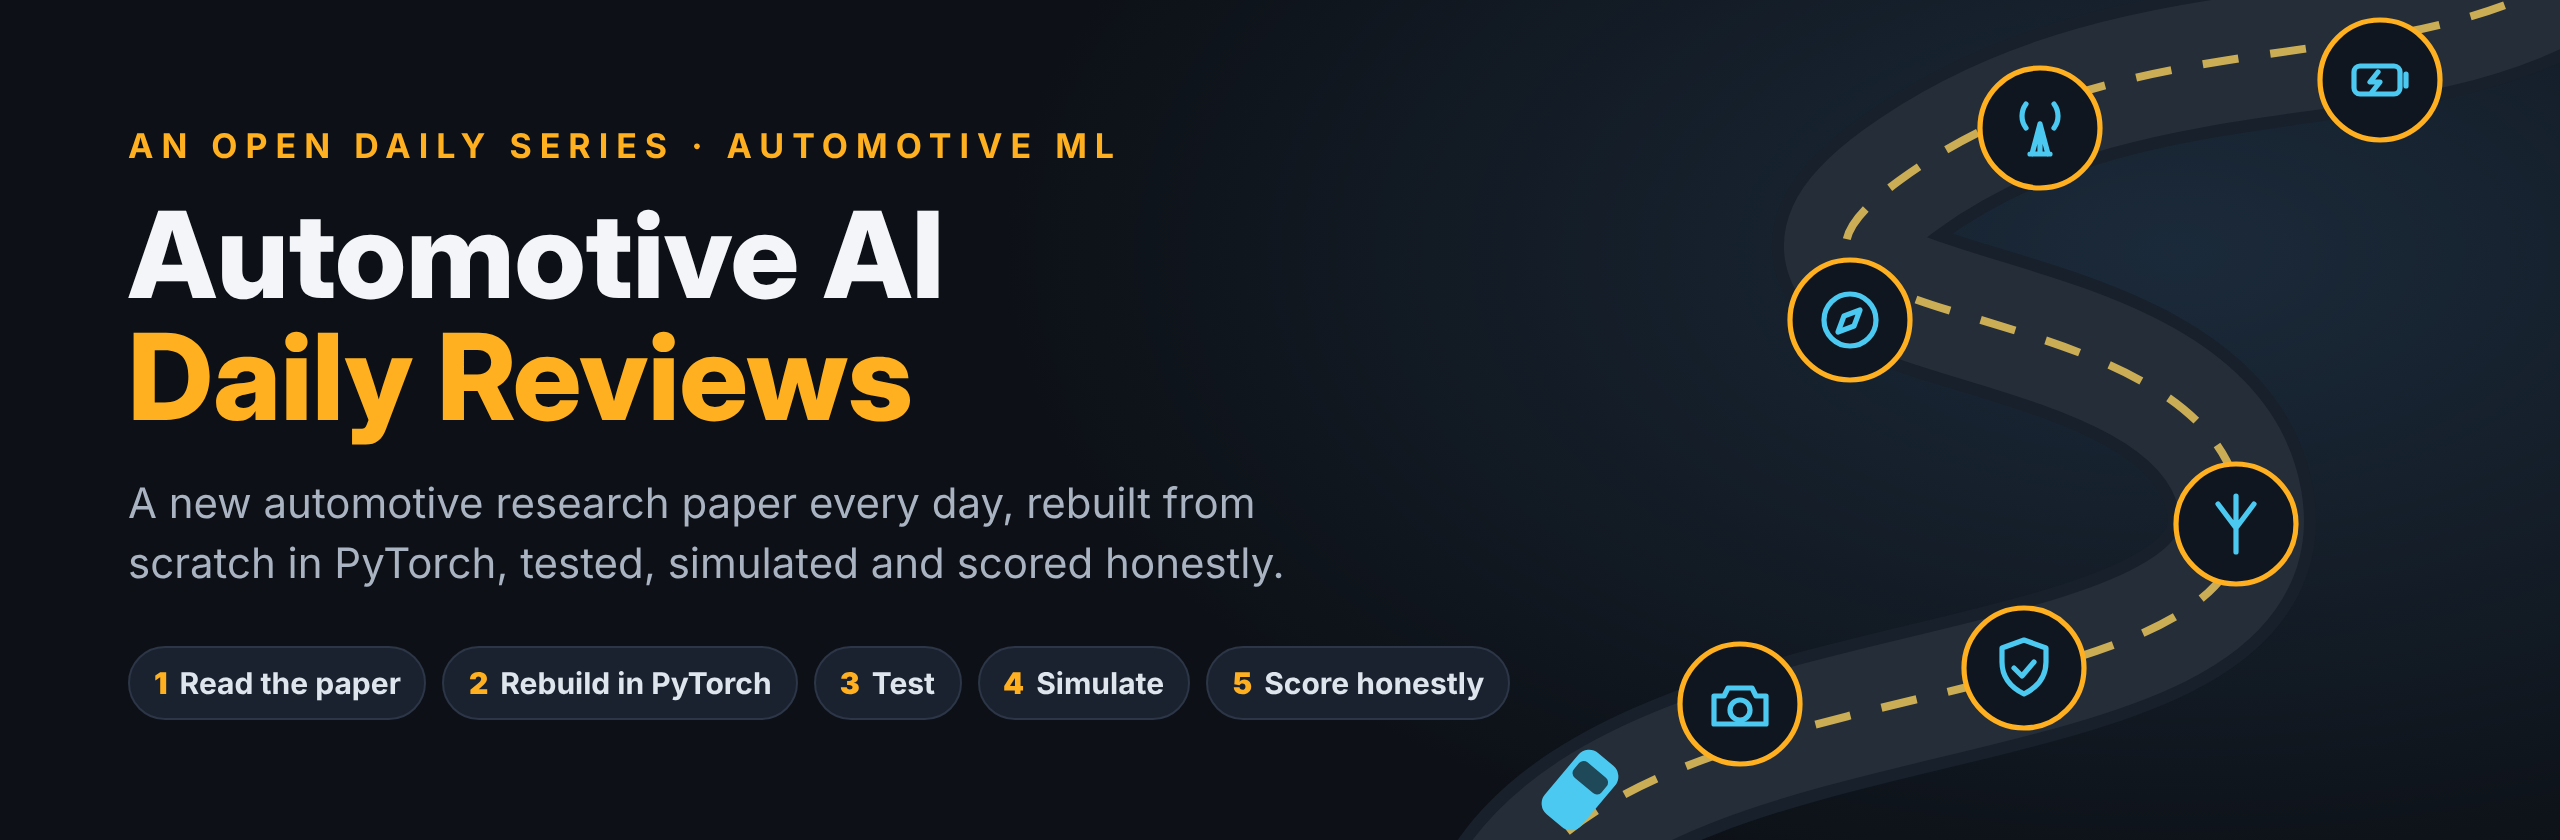 AN OPEN DAILY SERIES · AUTOMOTIVE ML
Automotive AI
Daily Reviews
A new automotive research paper every day, rebuilt from
scratch in PyTorch, tested, simulated and scored honestly.
1 Read the paper 2 Rebuild in PyTorch 3 Test 4 Simulate 5 Score honestly